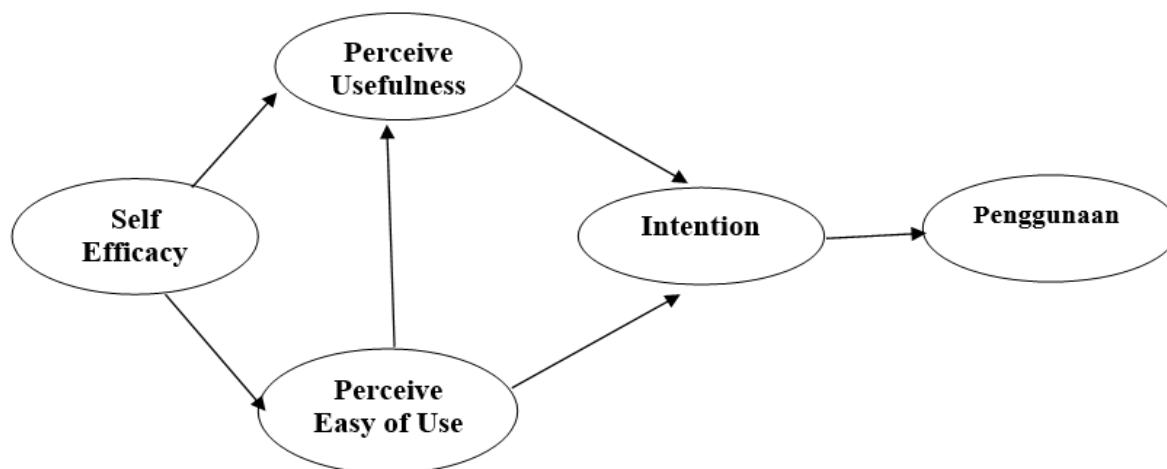 Perceive
Usefulness
Self
Efficacy
Intention
Penggunaan
Perceive
Easy of Use